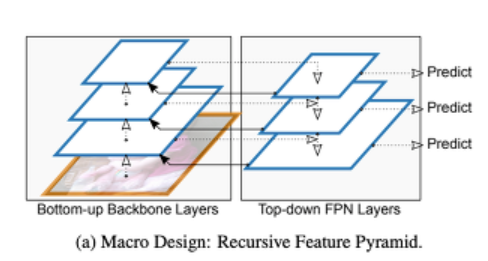 Predict
Predict
Predict
Bottom-up Backbone Layers
Top-down FPN Layers
(a) Macro Design: Recursive Feature Pyramid.